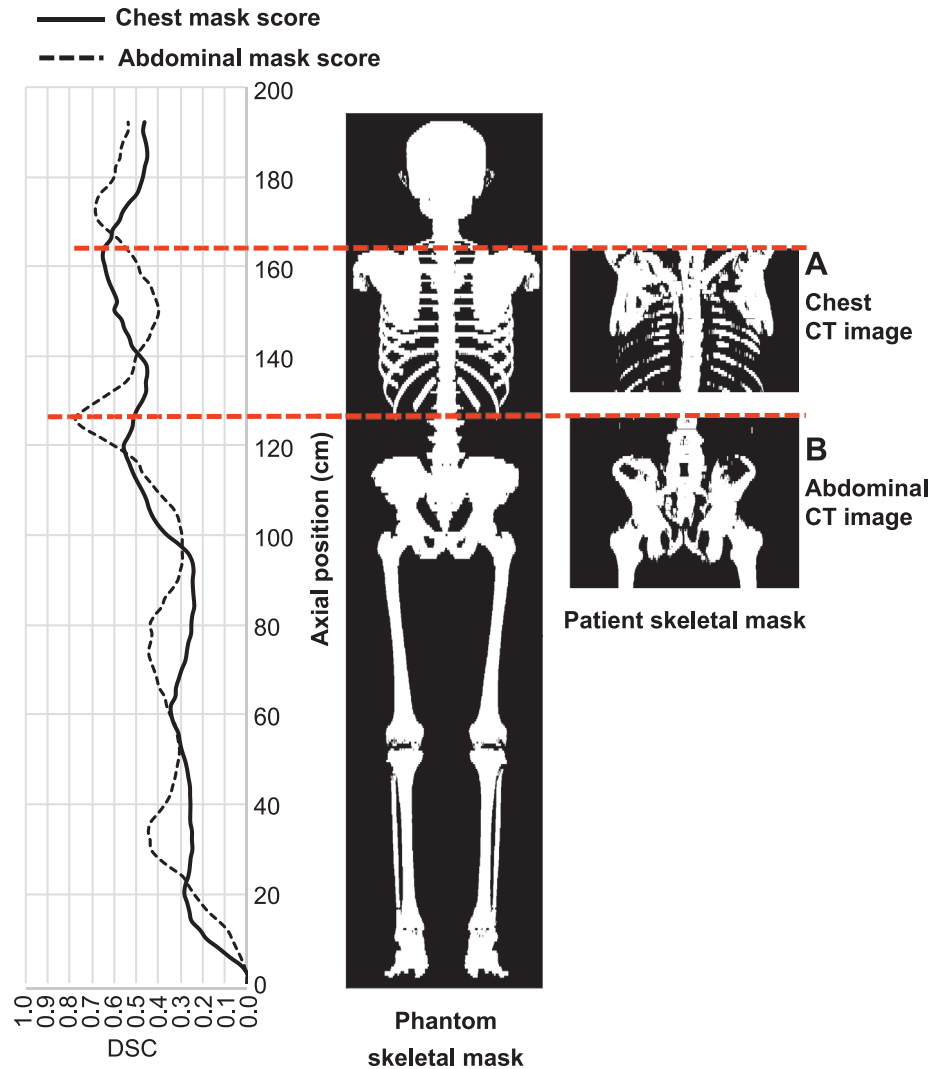 Chest mask score
Abdominal mask score
200
180
160
140
120
100
80
60
40
20
0
Axial position (cm)
1.0
0.9
0.8
0.7
0.6
0.5
0.4
0.3
0.2
0.1
0.0
DSC
Phantom
skeletal mask
A
Chest
CT image
B
Abdominal
CT image
Patient skeletal mask